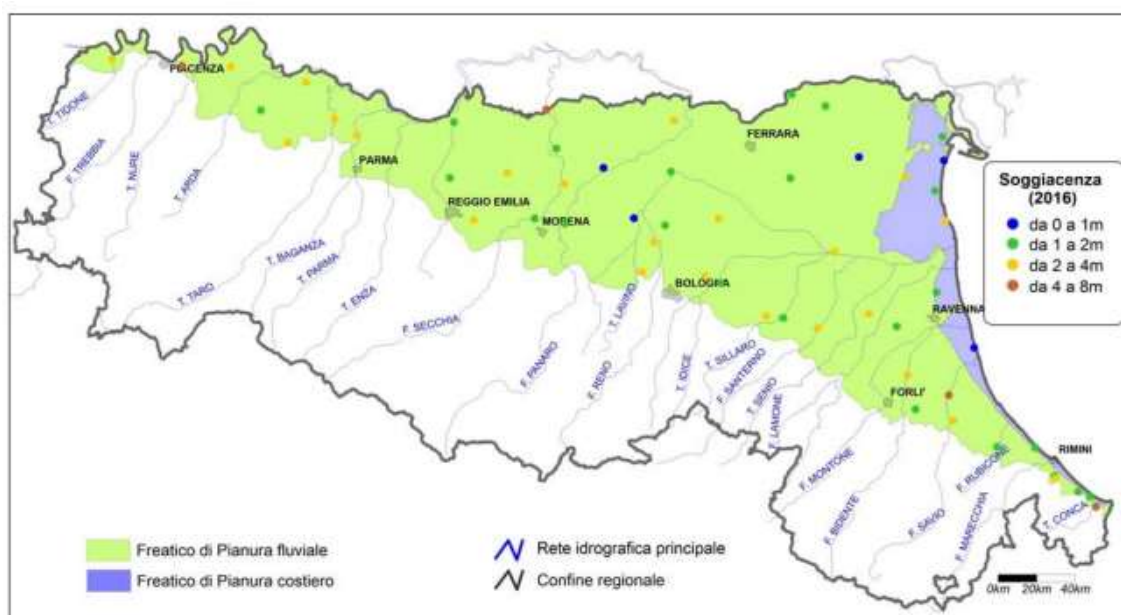 PIACENZA
T. TIDONE
F. TREBBIA
T. NURE
T. ARDA
PARMA
FERRARA
REGGIO EMILIA
MODENA
BOLOGNA
RAVENNA
FORLI'
RIMINI
T. TARO
T. BAGANZA
T. PARMA
T. ENZA
F. SECCHIA
F. PANARO
F. RENO
T. LAVINO
T. IDICE
T. SILLARO
F. SANTERNO
T. SENIO
T. LAMONE
F. MONTONE
F. BIDENTE
F. SAVIO
F. RUBICONE
F. MARECCHIA
T. CONCA
Soggiacenza
(2016)
da 0 a 1m
da 1 a 2m
da 2 a 4m
da 4 a 8m
Freatico di Pianura fluviale
Freatico di Pianura costiero
Rete idrografica principale
Confine regionale
0km 20km 40km